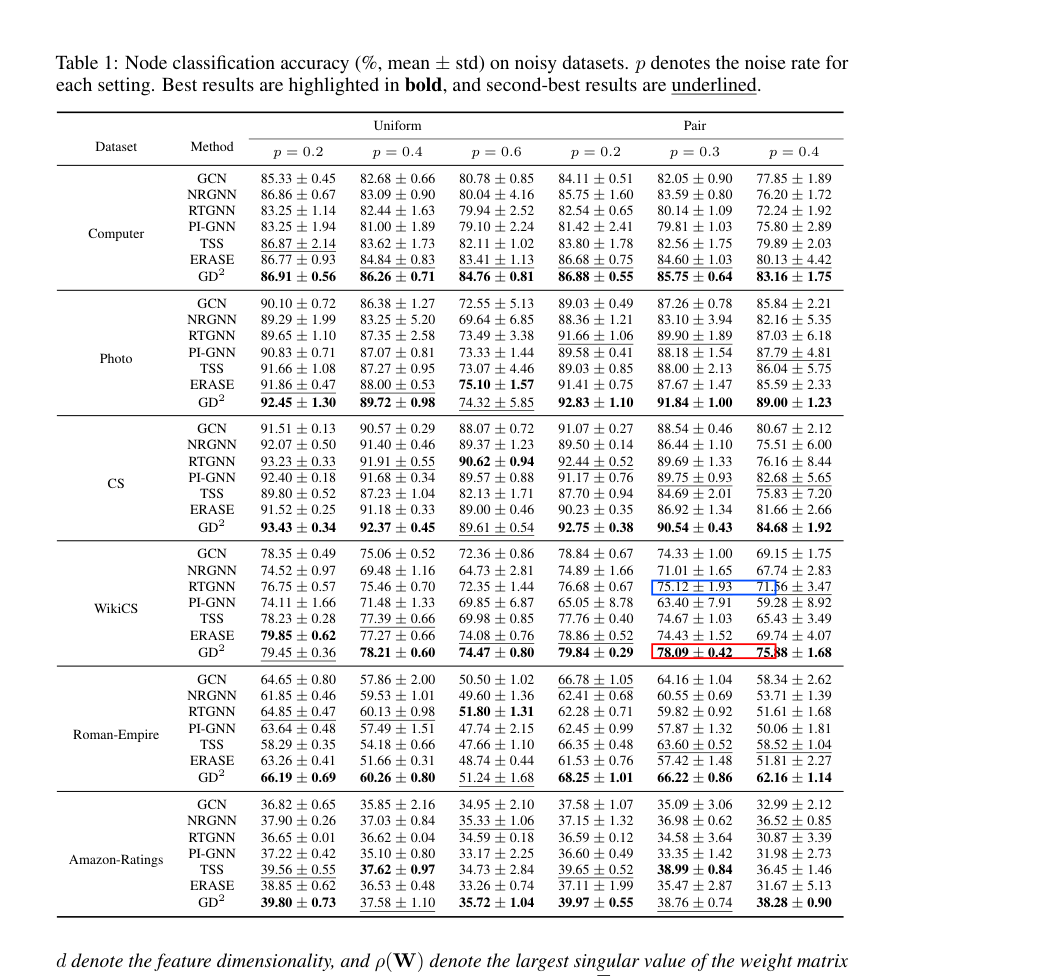 Table 1: Node classification accuracy (%, mean ± std) on noisy datasets. p denotes the noise rate for
each setting. Best results are highlighted in bold, and second-best results are underlined.
Dataset Method Uniform Pair
p = 0.2 p = 0.4 p = 0.6 p = 0.2 p = 0.3 p = 0.4
Computer
GCN 85.33 ± 0.45 82.68 ± 0.66 80.78 ± 0.85 84.11 ± 0.51 82.05 ± 0.90 77.85 ± 1.89
NRGNN 86.86 ± 0.67 83.09 ± 0.90 80.04 ± 4.16 85.75 ± 1.60 83.59 ± 0.80 76.20 ± 1.72
RTGNN 83.25 ± 1.14 82.44 ± 1.63 79.94 ± 2.52 82.54 ± 0.65 80.14 ± 1.09 72.24 ± 1.92
PI-GNN 83.25 ± 1.94 81.00 ± 1.89 79.10 ± 2.24 81.42 ± 2.41 79.81 ± 1.03 75.80 ± 2.89
TSS 86.87 ± 2.14 83.62 ± 1.73 82.11 ± 1.02 83.80 ± 1.78 82.56 ± 1.75 79.89 ± 2.03
ERASE 86.77 ± 0.93 84.84 ± 0.83 83.41 ± 1.13 86.68 ± 0.75 84.60 ± 1.03 80.13 ± 4.42
GD² 86.91 ± 0.56 86.26 ± 0.71 84.76 ± 0.81 86.88 ± 0.55 85.75 ± 0.64 83.16 ± 1.75
Photo
GCN 90.10 ± 0.72 86.38 ± 1.27 72.55 ± 5.13 89.03 ± 0.49 87.26 ± 0.78 85.84 ± 2.21
NRGNN 89.29 ± 1.99 83.25 ± 5.20 69.64 ± 6.85 88.36 ± 1.21 83.10 ± 3.94 82.16 ± 5.35
RTGNN 89.65 ± 1.10 87.35 ± 2.58 73.49 ± 3.38 91.66 ± 1.06 89.90 ± 1.89 87.03 ± 6.18
PI-GNN 90.83 ± 0.71 87.07 ± 0.81 73.33 ± 1.44 89.58 ± 0.41 88.18 ± 1.54 87.79 ± 4.81
TSS 91.66 ± 1.08 87.27 ± 0.95 73.07 ± 4.46 89.03 ± 0.85 88.00 ± 2.13 86.04 ± 5.75
ERASE 91.86 ± 0.47 88.00 ± 0.53 75.10 ± 1.57 91.41 ± 0.75 87.67 ± 1.47 85.59 ± 2.33
GD² 92.45 ± 1.30 89.72 ± 0.98 74.32 ± 5.85 92.83 ± 1.10 91.84 ± 1.00 89.00 ± 1.23
CS
GCN 91.51 ± 0.13 90.57 ± 0.29 88.07 ± 0.72 91.07 ± 0.27 88.54 ± 0.46 80.67 ± 2.12
NRGNN 92.07 ± 0.50 91.40 ± 0.46 89.37 ± 1.23 89.50 ± 0.14 86.44 ± 1.10 75.51 ± 6.00
RTGNN 93.23 ± 0.33 91.91 ± 0.55 90.62 ± 0.94 92.44 ± 0.52 89.69 ± 1.33 76.16 ± 8.44
PI-GNN 92.40 ± 0.18 91.68 ± 0.34 89.57 ± 0.88 91.17 ± 0.76 89.75 ± 0.93 82.68 ± 5.65
TSS 89.80 ± 0.52 87.23 ± 1.04 82.13 ± 1.71 87.70 ± 0.94 84.69 ± 2.01 75.83 ± 7.20
ERASE 91.52 ± 0.25 91.18 ± 0.33 89.00 ± 0.46 90.23 ± 0.35 86.92 ± 1.34 81.66 ± 2.66
GD² 93.43 ± 0.34 92.37 ± 0.45 89.61 ± 0.54 92.75 ± 0.38 90.54 ± 0.43 84.68 ± 1.92
WikiCS
GCN 78.35 ± 0.49 75.06 ± 0.52 72.36 ± 0.86 78.84 ± 0.67 74.33 ± 1.00 69.15 ± 1.75
NRGNN 74.52 ± 0.97 69.48 ± 1.16 64.73 ± 2.81 74.89 ± 1.66 71.01 ± 1.65 67.74 ± 2.83
RTGNN 76.75 ± 0.57 75.46 ± 0.70 72.35 ± 1.44 76.68 ± 0.67 75.12 ± 1.93 71.56 ± 3.47
PI-GNN 74.11 ± 1.66 71.48 ± 1.33 69.85 ± 6.87 65.05 ± 8.78 63.40 ± 7.91 59.28 ± 8.92
TSS 78.23 ± 0.28 77.39 ± 0.66 69.98 ± 0.85 77.76 ± 0.40 74.67 ± 1.03 65.43 ± 3.49
ERASE 79.85 ± 0.62 77.27 ± 0.66 74.08 ± 0.76 78.86 ± 0.52 74.43 ± 1.52 69.74 ± 4.07
GD² 79.45 ± 0.36 78.21 ± 0.60 74.47 ± 0.80 79.84 ± 0.29 78.09 ± 0.42 75.88 ± 1.68
Roman-Empire
GCN 64.65 ± 0.80 57.86 ± 2.00 50.50 ± 1.02 66.78 ± 1.05 64.16 ± 1.04 58.34 ± 2.62
NRGNN 61.85 ± 0.46 59.53 ± 1.01 49.60 ± 1.36 62.41 ± 0.68 60.55 ± 0.69 53.71 ± 1.39
RTGNN 64.85 ± 0.47 60.13 ± 0.98 51.80 ± 1.31 62.28 ± 0.71 59.82 ± 0.92 51.61 ± 1.68
PI-GNN 63.64 ± 0.48 57.49 ± 1.51 47.74 ± 2.15 62.45 ± 0.99 57.87 ± 1.32 50.06 ± 1.81
TSS 58.29 ± 0.35 54.18 ± 0.66 47.66 ± 1.10 66.35 ± 0.48 63.60 ± 0.52 58.52 ± 1.04
ERASE 63.26 ± 0.41 51.66 ± 0.31 48.74 ± 0.44 61.53 ± 0.76 57.42 ± 1.48 51.81 ± 2.27
GD² 66.19 ± 0.69 60.26 ± 0.80 51.24 ± 1.68 68.25 ± 1.01 66.22 ± 0.86 62.16 ± 1.14
Amazon-Ratings
GCN 36.82 ± 0.65 35.85 ± 2.16 34.95 ± 2.10 37.58 ± 1.07 35.09 ± 3.06 32.99 ± 2.12
NRGNN 37.90 ± 0.26 37.03 ± 0.84 35.33 ± 1.06 37.15 ± 1.32 36.98 ± 0.62 36.52 ± 0.85
RTGNN 36.65 ± 0.01 36.62 ± 0.04 34.59 ± 0.18 36.59 ± 0.12 34.58 ± 3.64 30.87 ± 3.39
PI-GNN 37.22 ± 0.42 35.10 ± 0.80 33.17 ± 2.25 36.60 ± 0.49 33.35 ± 1.42 31.98 ± 2.73
TSS 39.56 ± 0.55 37.62 ± 0.97 34.73 ± 2.84 39.65 ± 0.52 38.99 ± 0.84 36.45 ± 1.46
ERASE 38.85 ± 0.62 36.53 ± 0.48 33.26 ± 0.74 37.11 ± 1.99 35.47 ± 2.87 31.67 ± 5.13
GD² 39.80 ± 0.73 37.58 ± 1.10 35.72 ± 1.04 39.97 ± 0.55 38.76 ± 0.74 38.28 ± 0.90
d denote the feature dimensionality, and ρ(W) denote the largest singular value of the weight matrix